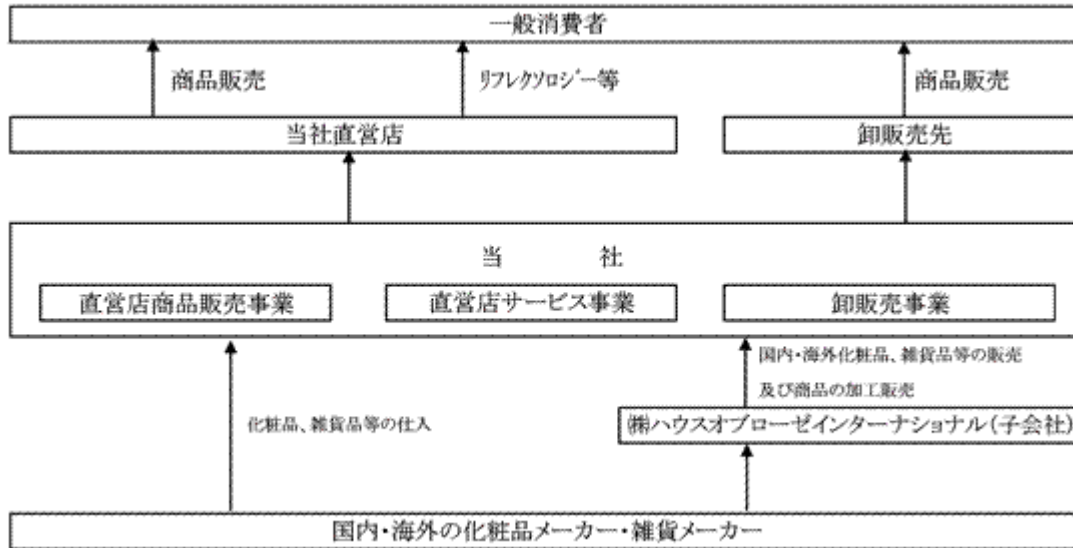 一般消費者
商品販売
リフレクソロジー等
商品販売
当社直営店
卸販売先
当社
直営店商品販売事業
直営店サービス事業
卸販売事業
国内・海外化粧品、雑貨品等の販売
及び商品の加工販売
化粧品、雑貨品等の仕入
㈱ハウスオブローゼインターナショナル(子会社)
国内・海外の化粧品メーカー・雑貨メーカー